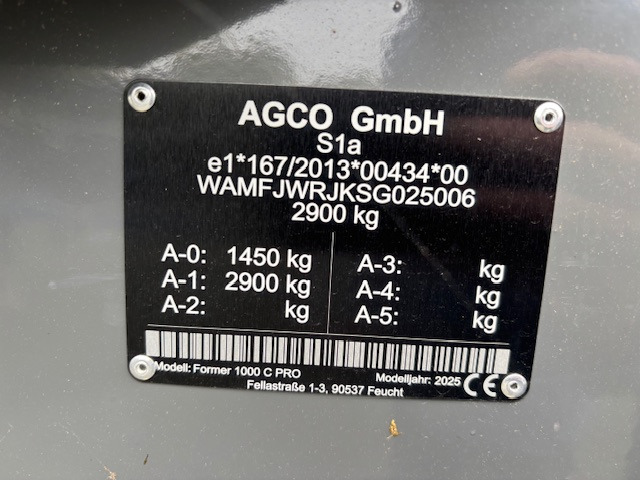 AGCO GmbH
S1a
e1*167/2013*00434*00
WAMFJWRJKSG025006
2900 kg
A-0: 1450 kg
A-1: 2900 kg
A-2: kg
A-3: kg
A-4: kg
A-5: kg
Modell: Former 1000 C PRO
Modelljahr: 2025 CE
Fellastraße 1-3, 90537 Feucht